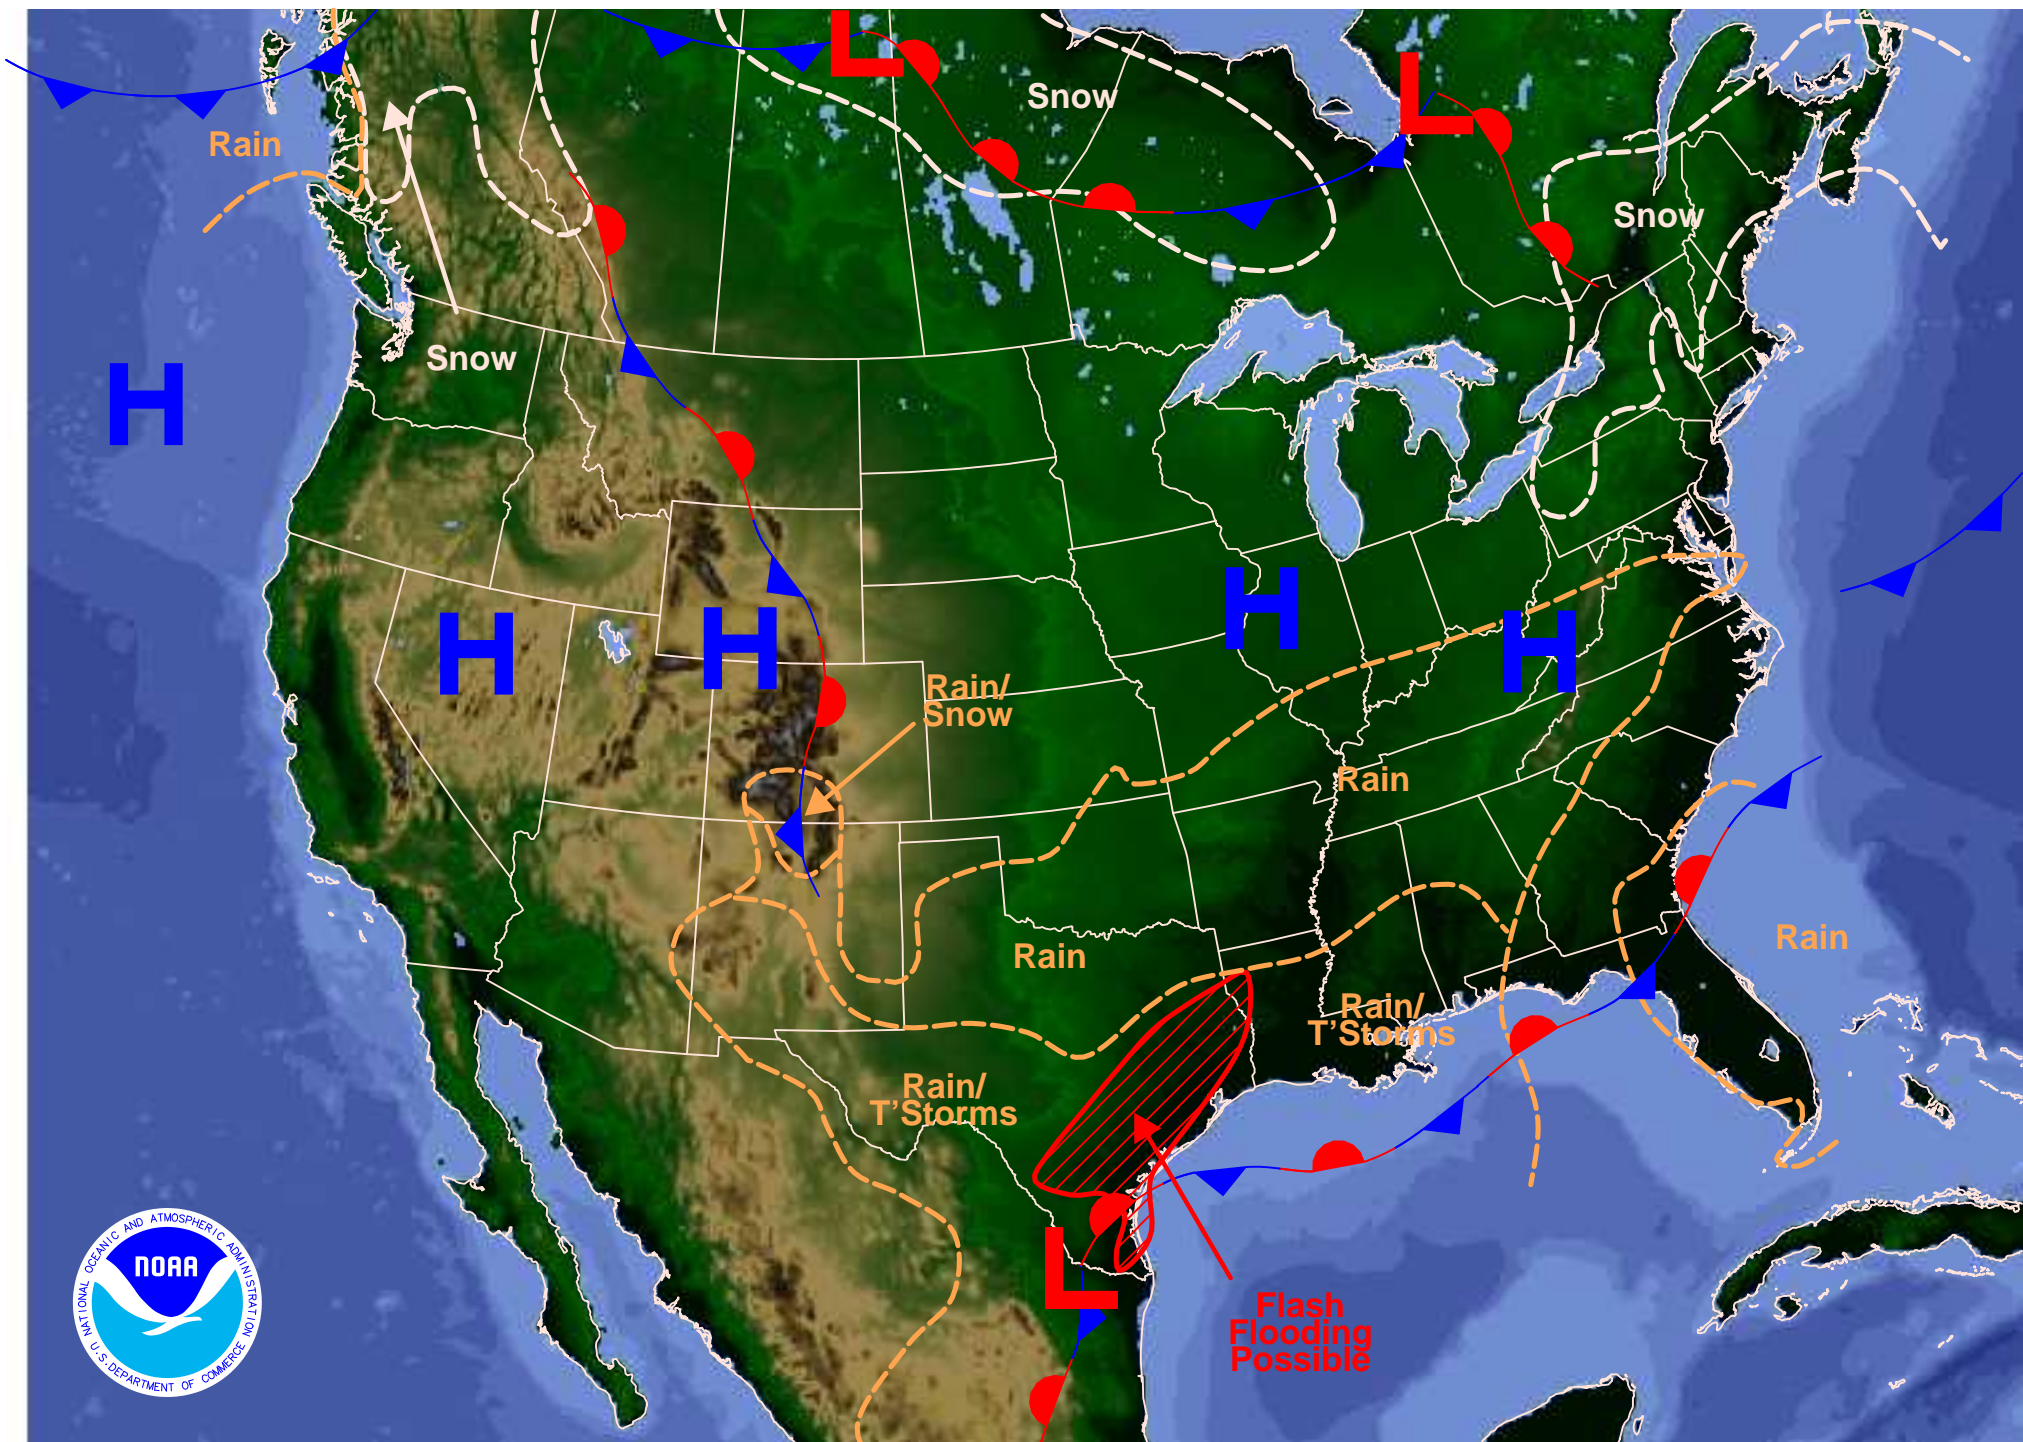 L
L
Snow
Rain
Snow
Snow
H
H
H
H
H
Rain/
Snow
Rain
Rain
Rain
Rain/
T'Storms
Rain/
T'Storms
L
Flash
Flooding
Possible
NATIONAL OCEANIC AND ATMOSPHERIC ADMINISTRATION
NOAA
U.S. DEPARTMENT OF COMMERCE